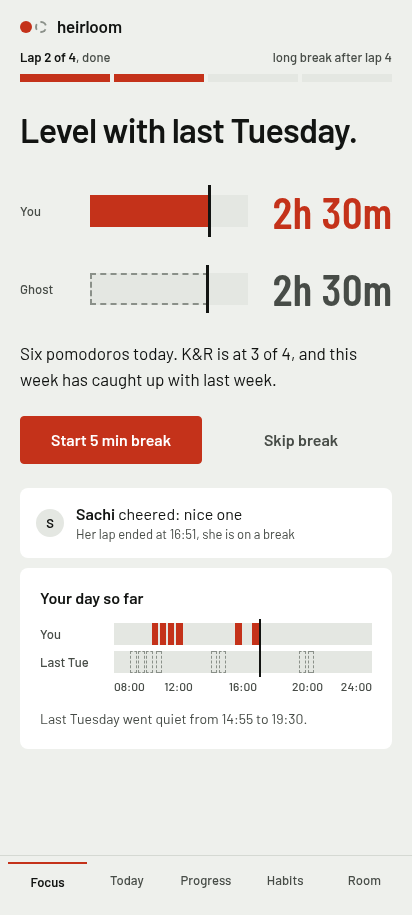 heirloom
Lap 2 of 4, done
long break after lap 4
Level with last Tuesday.
You
2h 30m
Ghost
2h 30m
Six pomodoros today. K&R is at 3 of 4, and this
week has caught up with last week.
Start 5 min break
Skip break
S
Sachi cheered: nice one
Her lap ended at 16:51, she is on a break
Your day so far
You
Last Tue
08:00 12:00 16:00 20:00 24:00
Last Tuesday went quiet from 14:55 to 19:30.
Focus Today Progress Habits Room